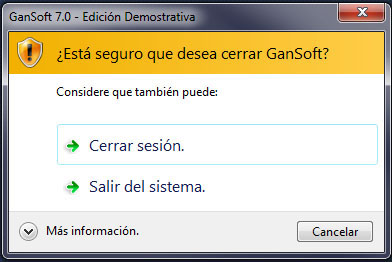 GanSoft 7.0 - Edición Demostrativa
¿Está seguro que desea cerrar GanSoft?
Considere que también puede:
Cerrar sesión.
Salir del sistema.
Más información.
Cancelar